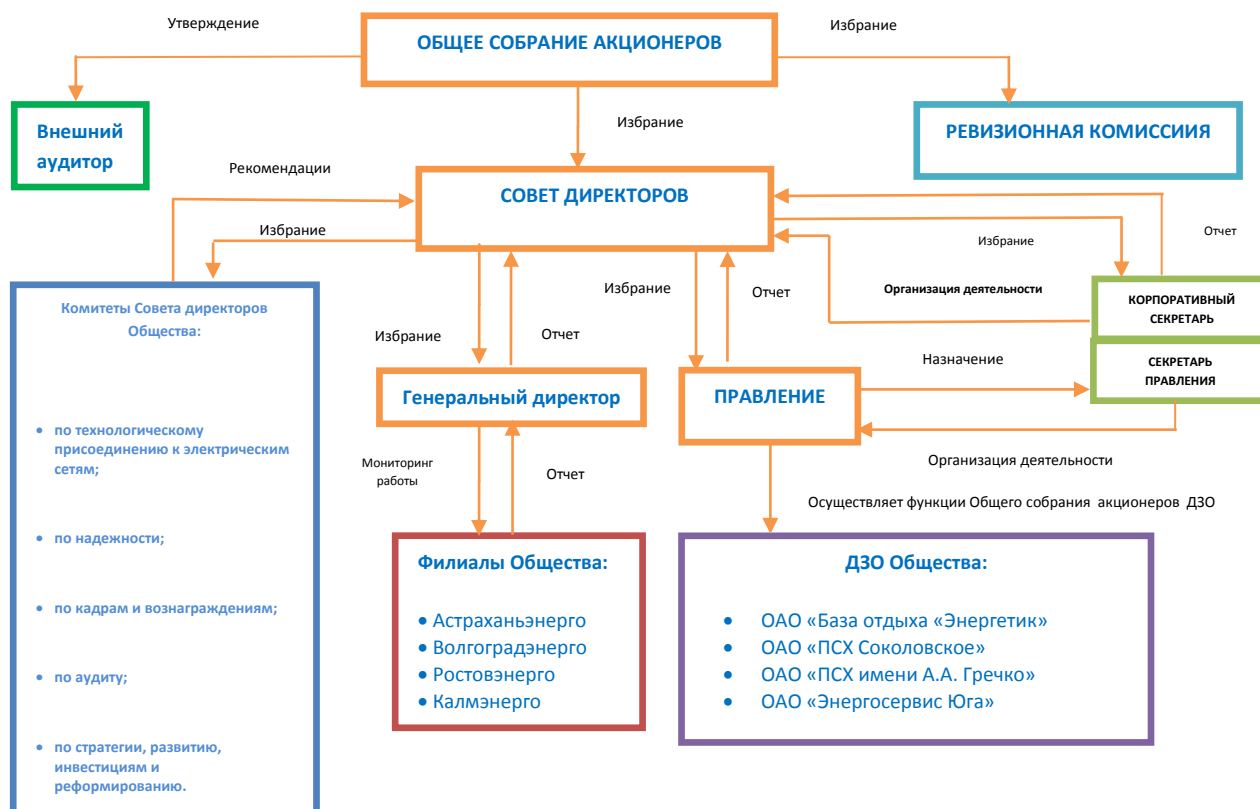 Утверждение
ОБЩЕЕ СОБРАНИЕ АКЦИОНЕРОВ
Избрание
Внешний
аудитор
Избрание
РЕВИЗИОННАЯ КОМИССИИЯ
Рекомендации
СОВЕТ ДИРЕКТОРОВ
Избрание
Избрание
Отчет
Комитеты Совета директоров
Общества:
Избрание
Отчет
Организация деятельности
КОРПОРАТИВНЫЙ
СЕКРЕТАРЬ
Избрание
Отчет
Назначение
СЕКРЕТАРЬ
ПРАВЛЕНИЯ
Генеральный директор
ПРАВЛЕНИЕ
• по технологическому
присоединению к электрическим
сетям;
Мониторинг
работы
Отчет
Организация деятельности
Осуществляет функции Общего собрания акционеров ДЗО
• по надежности;
• по кадрам и вознаграждениям;
• по аудиту;
• по стратегии, развитию,
инвестициям и
реформированию.
Филиалы Общества:
• Астраханьэнерго
• Волгоградэнерго
• Ростовэнерго
• Калмэнерго
ДЗО Общества:
• ОАО «База отдыха «Энергетик»
• ОАО «ПСХ Соколовское»
• ОАО «ПСХ имени А.А. Гречко»
• ОАО «Энергосервис Юга»